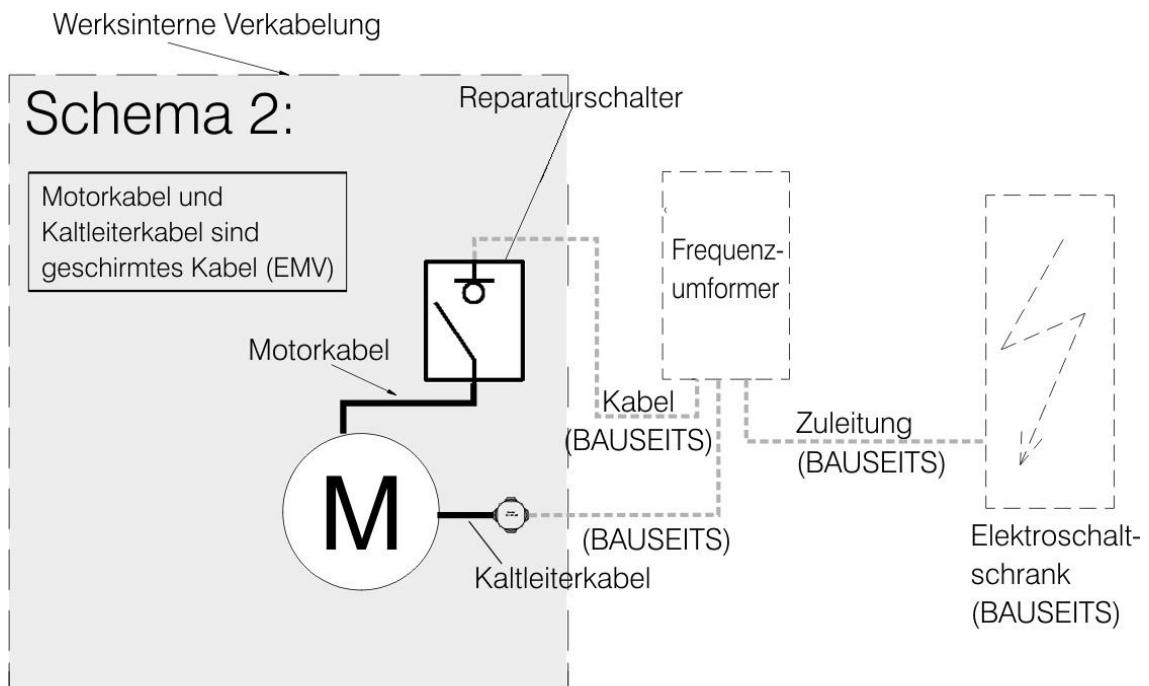 Werksinterne Verkabelung
Schema 2:
Reparaturschalter
Motorkabel und
Kaltleiterkabel sind
geschirmtes Kabel (EMV)
Frequenz-
umformer
Motorkabel
Kabel
(BAUSEITS)
Zuleitung
(BAUSEITS)
M
(BAUSEITS)
Kaltleiterkabel
Elektroschalt-
schrank
(BAUSEITS)